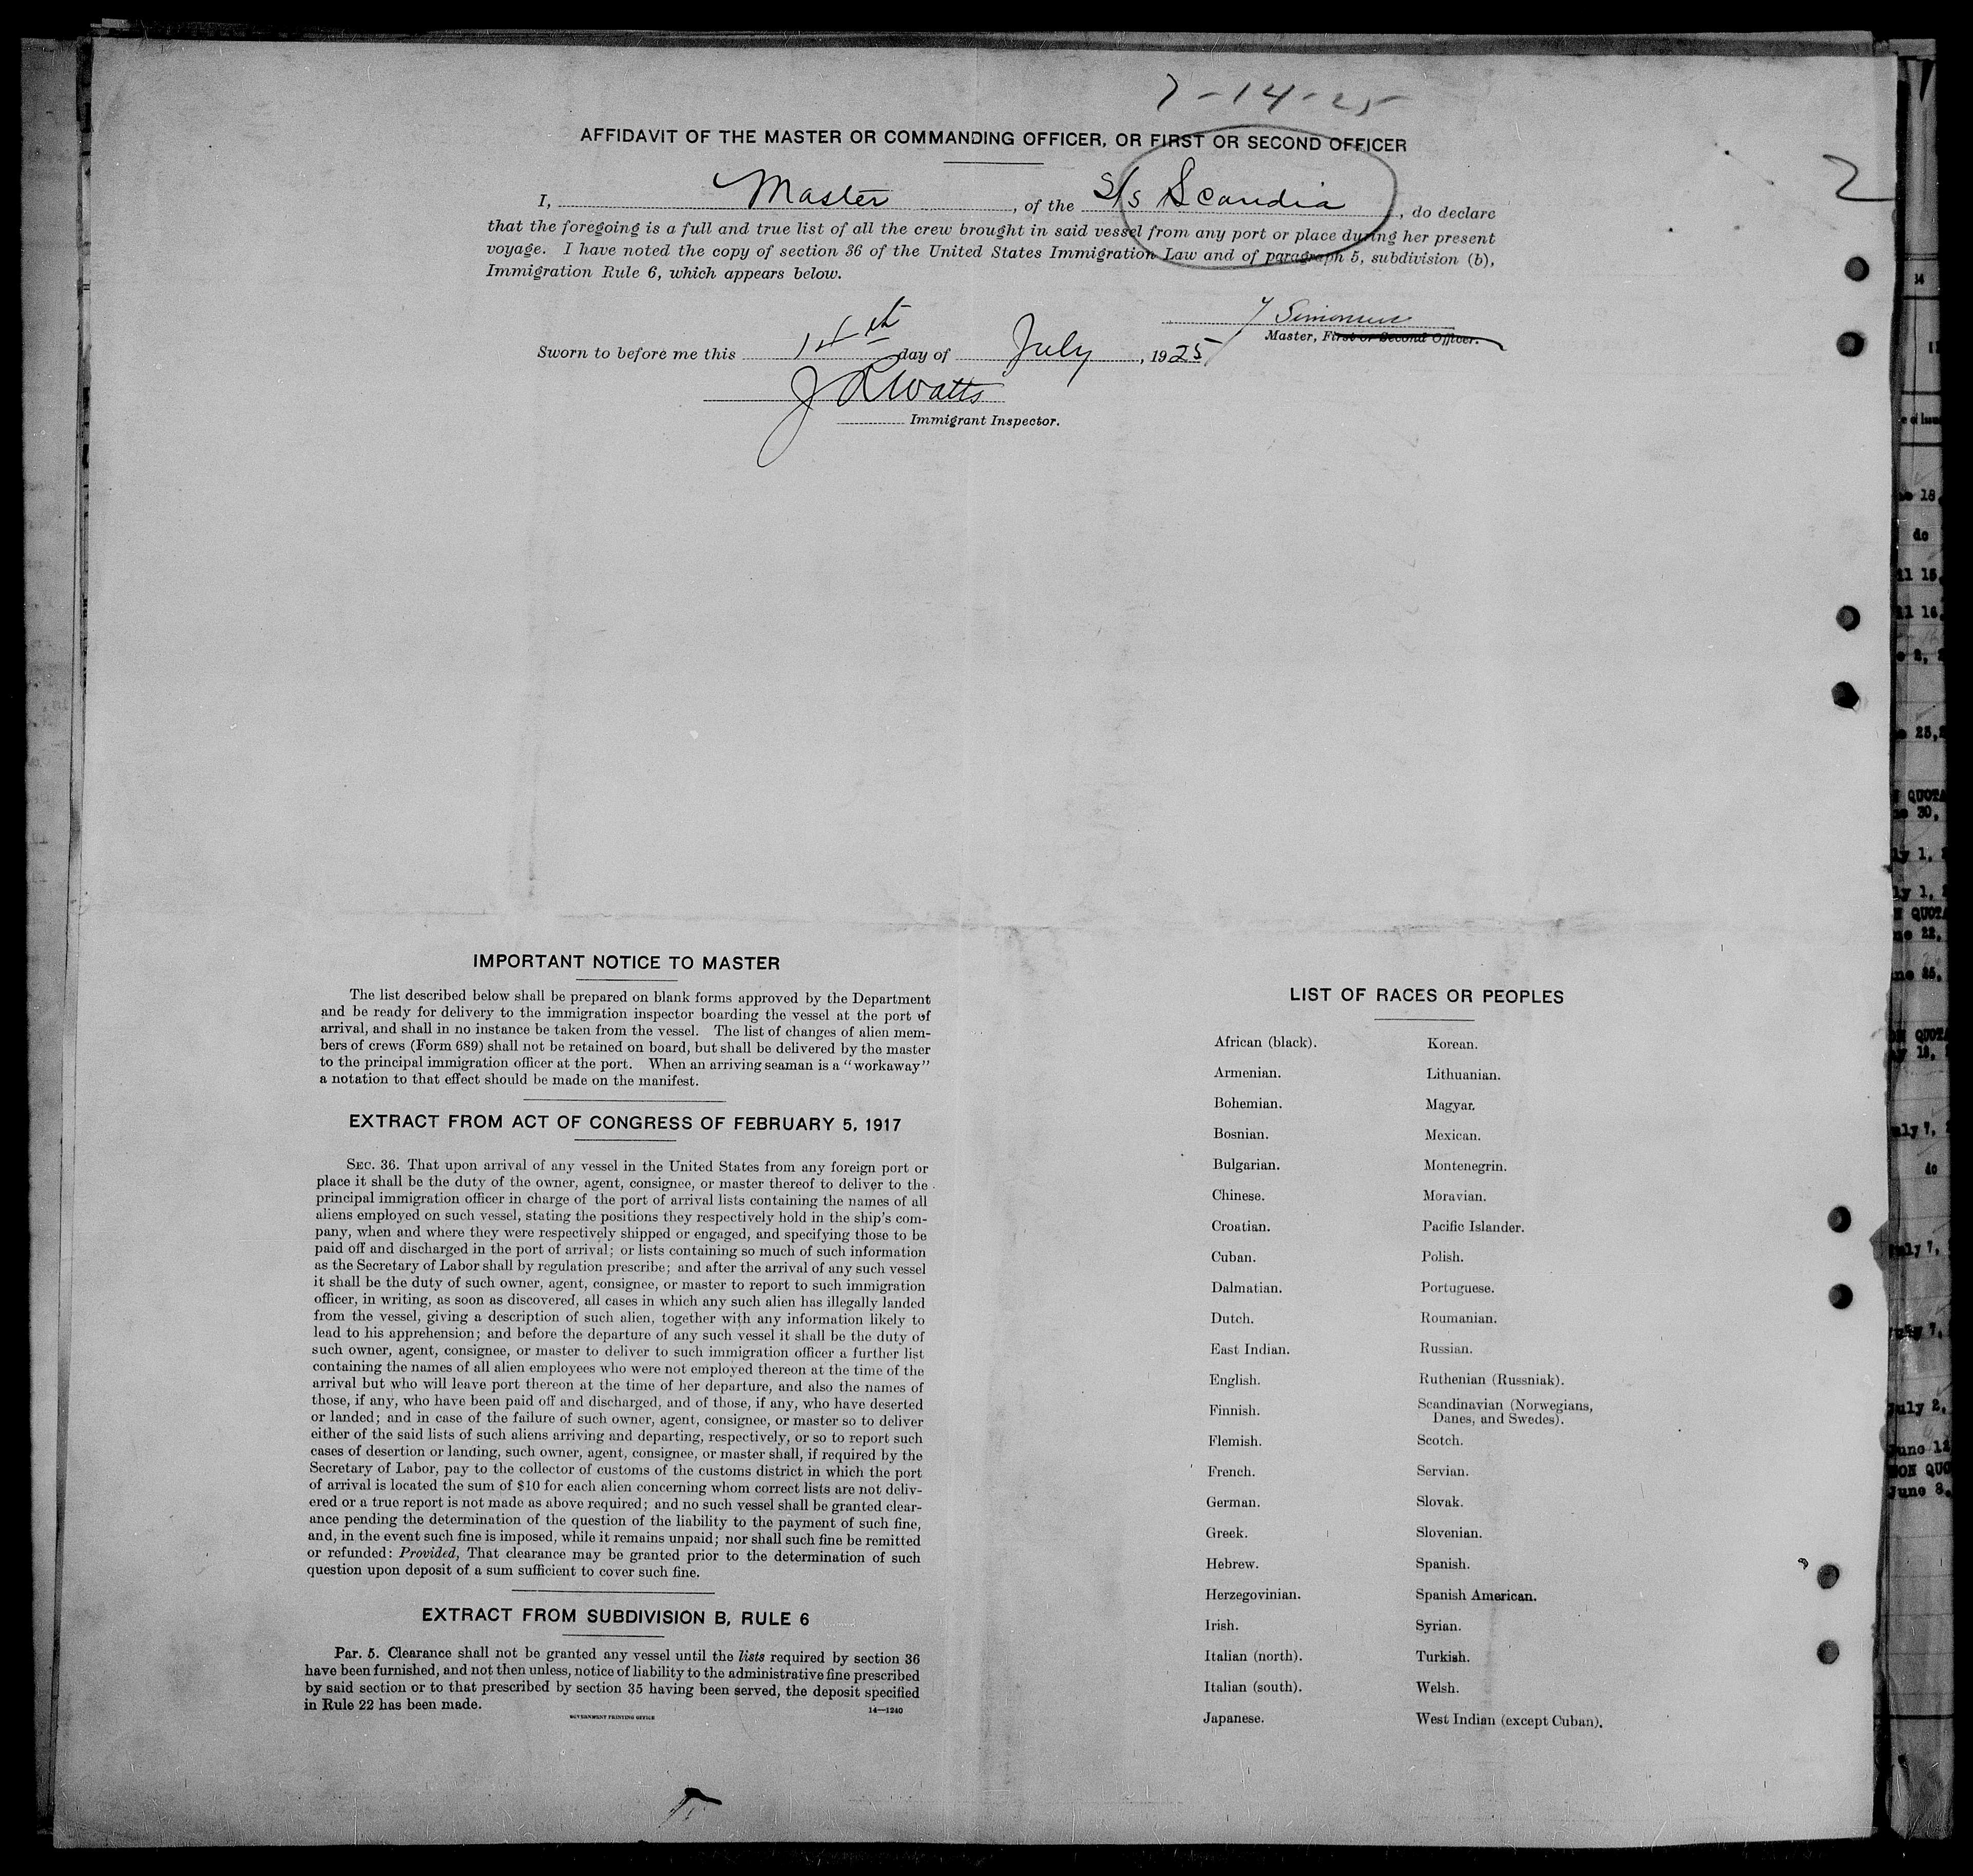 7-14-25
AFFIDAVIT OF THE MASTER OR COMMANDING OFFICER, OR FIRST OR SECOND OFFICER
2
I, Master, of the S/s Scandia, do declare
that the foregoing is a full and true list of all the crew brought in said vessel from any port or place during her present
voyage. I have noted the copy of section 36 of the United States Immigration Law and of paragraph 5, subdivision (b),
Immigration Rule 6, which appears below.
Master, First or Second Officer.
Sworn to before me this 14th day of July, 1925
J R Watts
Immigrant Inspector.
IMPORTANT NOTICE TO MASTER
The list described below shall be prepared on blank forms approved by the Department
and be ready for delivery to the immigration inspector boarding the vessel at the port of
arrival, and shall in no instance be taken from the vessel. The list of changes of alien mem-
bers of crews (Form 689) shall not be retained on board, but shall be delivered by the master
to the principal immigration officer at the port. When an arriving seaman is a "workaway"
a notation to that effect should be made on the manifest.
EXTRACT FROM ACT OF CONGRESS OF FEBRUARY 5, 1917
SEC. 36. That upon arrival of any vessel in the United States from any foreign port or
place it shall be the duty of the owner, agent, consignee, or master thereof to deliver to the
principal immigration officer in charge of the port of arrival lists containing the names of all
aliens employed on such vessel, stating the positions they respectively hold in the ship's com-
pany, when and where they were respectively shipped or engaged, and specifying those to be
paid off and discharged in the port of arrival; or lists containing so much of such information
as the Secretary of Labor shall by regulation prescribe; and after the arrival of any such vessel
it shall be the duty of such owner, agent, consignee, or master to report to such immigration
officer, in writing, as soon as discovered, all cases in which any such alien has illegally landed
from the vessel, giving a description of such alien, together with any information likely to
lead to his apprehension; and before the departure of any such vessel it shall be the duty of
such owner, agent, consignee, or master to deliver to such immigration officer a further list
containing the names of all alien employees who were not employed thereon at the time of the
arrival but who will leave port thereon at the time of her departure, and also the names of
those, if any, who have been paid off and discharged, and of those, if any, who have deserted
or landed; and in case of the failure of such owner, agent, consignee, or master so to deliver
either of the said lists of such aliens arriving and departing, respectively, or so to report such
cases of desertion or landing, such owner, agent, consignee, or master shall, if required by the
Secretary of Labor, pay to the collector of customs of the customs district in which the port
of arrival is located the sum of $10 for each alien concerning whom correct lists are not deliv-
ered or a true report is not made as above required; and no such vessel shall be granted clear-
ance pending the determination of the question of the liability to the payment of such fine,
and, in the event such fine is imposed, while it remains unpaid; nor shall such fine be remitted
or refunded: Provided, That clearance may be granted prior to the determination of such
question upon deposit of a sum sufficient to cover such fine.
EXTRACT FROM SUBDIVISION B, RULE 6
Par. 5. Clearance shall not be granted any vessel until the lists required by section 36
have been furnished, and not then unless, notice of liability to the administrative fine prescribed
by said section or to that prescribed by section 35 having been served, the deposit specified
in Rule 22 has been made.
14—1240
GOVERNMENT PRINTING OFFICE
LIST OF RACES OR PEOPLES
African (black).
Armenian.
Bohemian.
Bosnian.
Bulgarian.
Chinese.
Croatian.
Cuban.
Dalmatian.
Dutch.
East Indian.
English.
Finnish.
Flemish.
French.
German.
Greek.
Hebrew.
Herzegovinian.
Irish.
Italian (north).
Italian (south).
Japanese.
Korean.
Lithuanian.
Magyar.
Mexican.
Montenegrin.
Moravian.
Pacific Islander.
Polish.
Portuguese.
Roumanian.
Russian.
Ruthenian (Russniak).
Scandinavian (Norwegians,
Danes, and Swedes).
Scotch.
Servian.
Slovak.
Slovenian.
Spanish.
Spanish American.
Syrian.
Turkish.
Welsh.
West Indian (except Cuban).